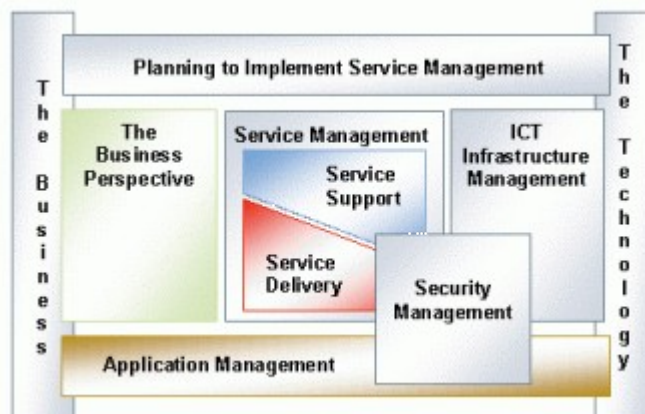 The Business
Planning to Implement Service Management
The Technology
The
Business
Perspective
Service Management
Service
Support
Service
Delivery
ICT
Infrastructure
Management
Security
Management
Application Management